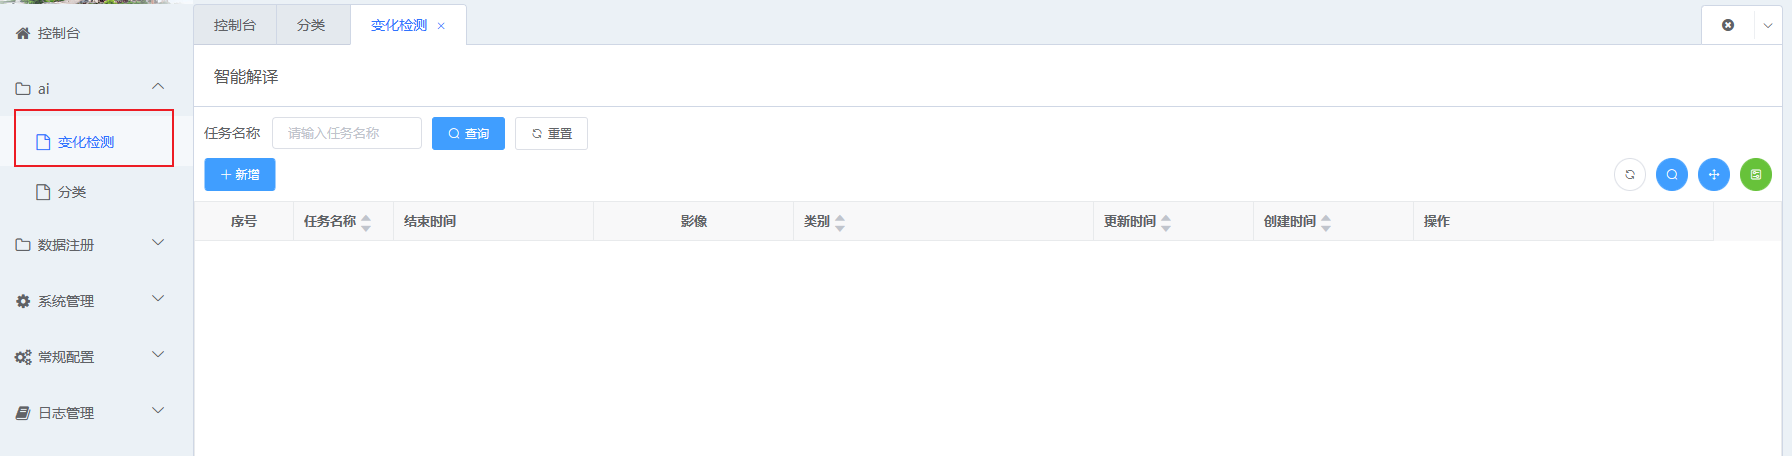 控制台
ai
变化检测
分类
数据注册
系统管理
常规配置
日志管理
控制台 分类 变化检测
智能解译
任务名称 请输入任务名称 查询 重置
新增
序号 任务名称 结束时间 影像 类别 更新时间 创建时间 操作